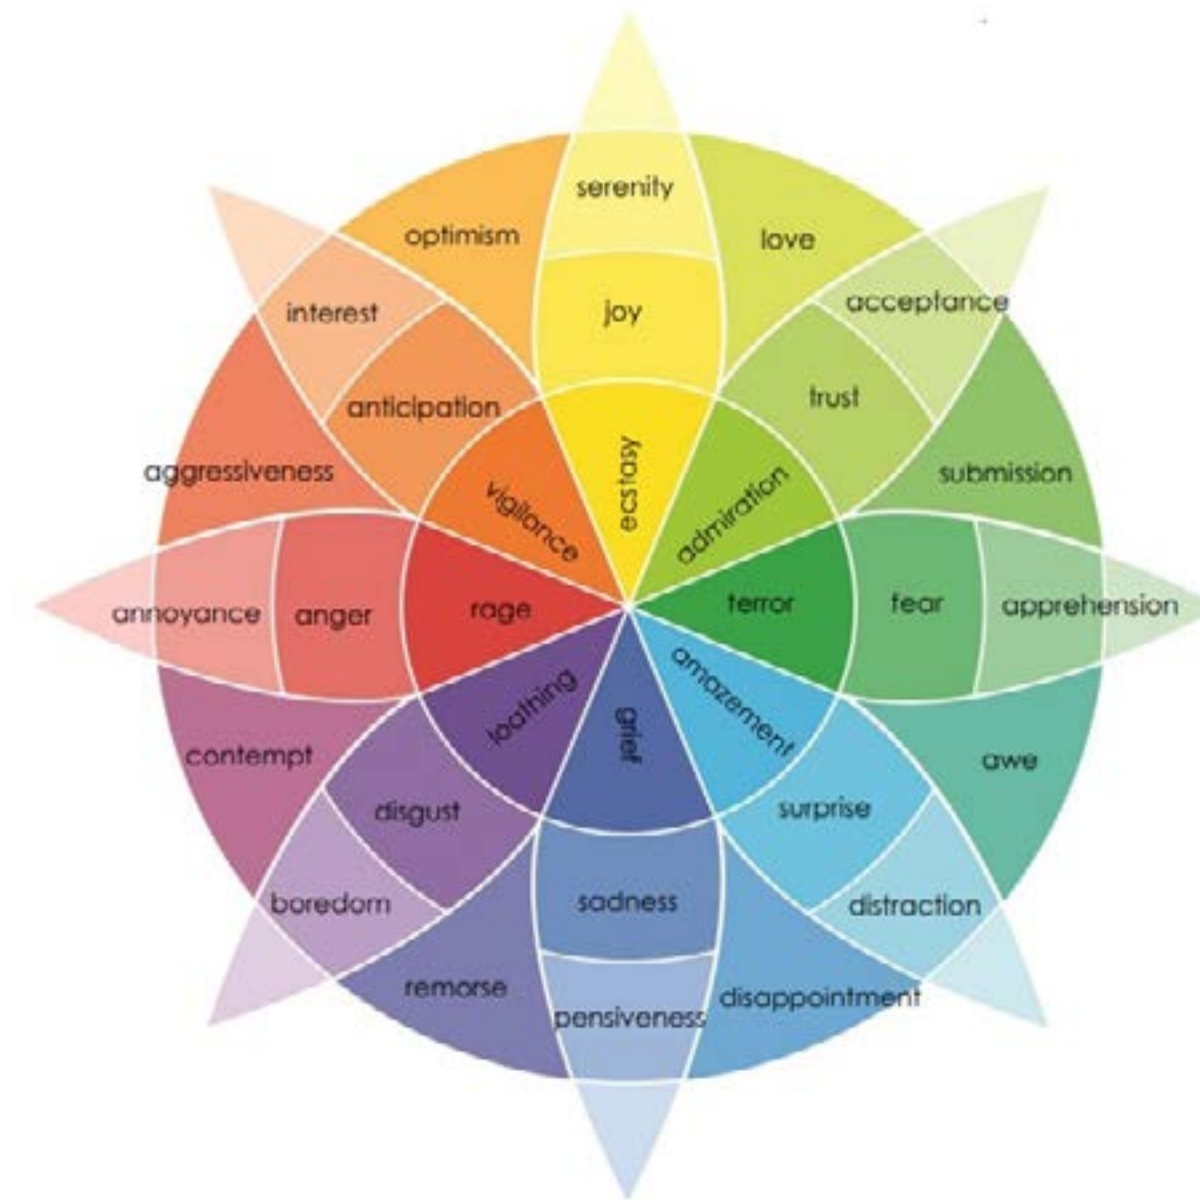 serenity
optimism
love
interest
acceptance
joy
anticipation
trust
aggressiveness
submission
ecstasy
vigilance
admiration
annoyance
anger
rage
terror
fear
apprehension
loathing
grief
amazement
contempt
awe
disgust
surprise
boredom
sadness
distraction
remorse
disappointment
pensiveness